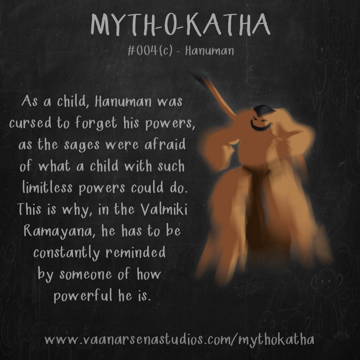 MYTH-O-KATHA
#004(c) - Hanuman
As a child, Hanuman was
cursed to forget his powers,
as the sages were afraid
of what a child with such
limitless powers could do.
This is why, in the Valmiki
Ramayana, he has to be
constantly reminded
by someone of how
powerful he is.
www.vaanarsenastudios.com/mythokatha